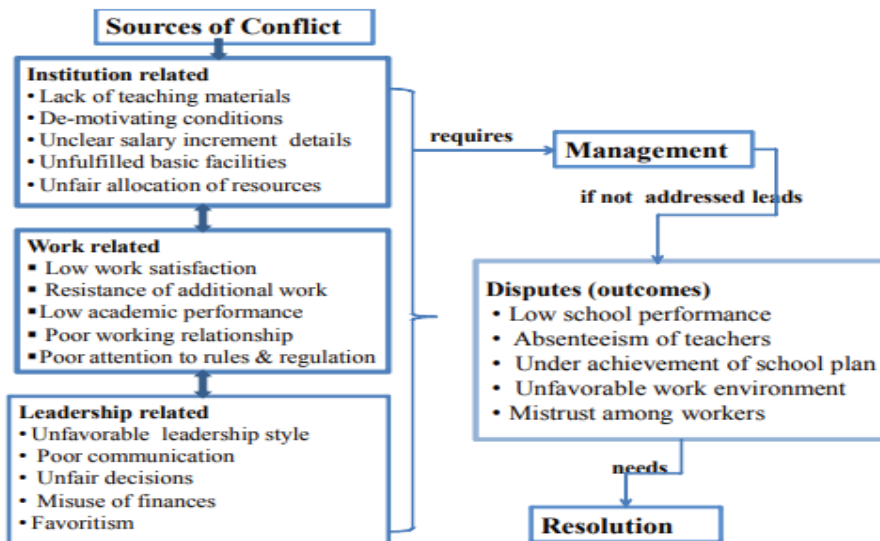 Sources of Conflict
Institution related
• Lack of teaching materials
• De-motivating conditions
• Unclear salary increment details
• Unfulfilled basic facilities
• Unfair allocation of resources
Work related
▪ Low work satisfaction
▪ Resistance of additional work
▪ Low academic performance
▪ Poor working relationship
▪ Poor attention to rules & regulation
Leadership related
• Unfavorable leadership style
• Poor communication
• Unfair decisions
• Misuse of finances
• Favoritism
requires
Management
if not addressed leads
Disputes (outcomes)
• Low school performance
• Absenteeism of teachers
• Under achievement of school plan
• Unfavorable work environment
• Mistrust among workers
needs
Resolution